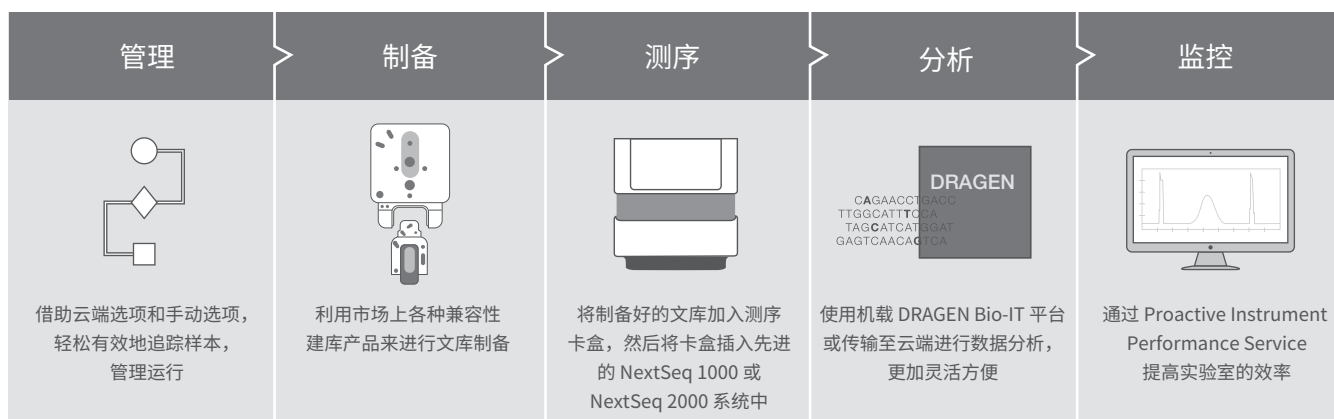 管理
制备
测序
分析
监控
DRAGEN
CAGAACCTGACC
TTGGCATTTCCA
TAGCATCATGGAT
GAGTCAACAGTCA
借助云端选项和手动选项，
轻松有效地追踪样本，
管理运行
利用市场上各种兼容性
建库产品来进行文库制备
将制备好的文库加入测序
卡盒，然后将卡盒插入先进
的 NextSeq 1000 或
NextSeq 2000 系统中
使用机载 DRAGEN Bio-IT 平台
或传输至云端进行数据分析，
更加灵活方便
通过 Proactive Instrument
Performance Service
提高实验室的效率